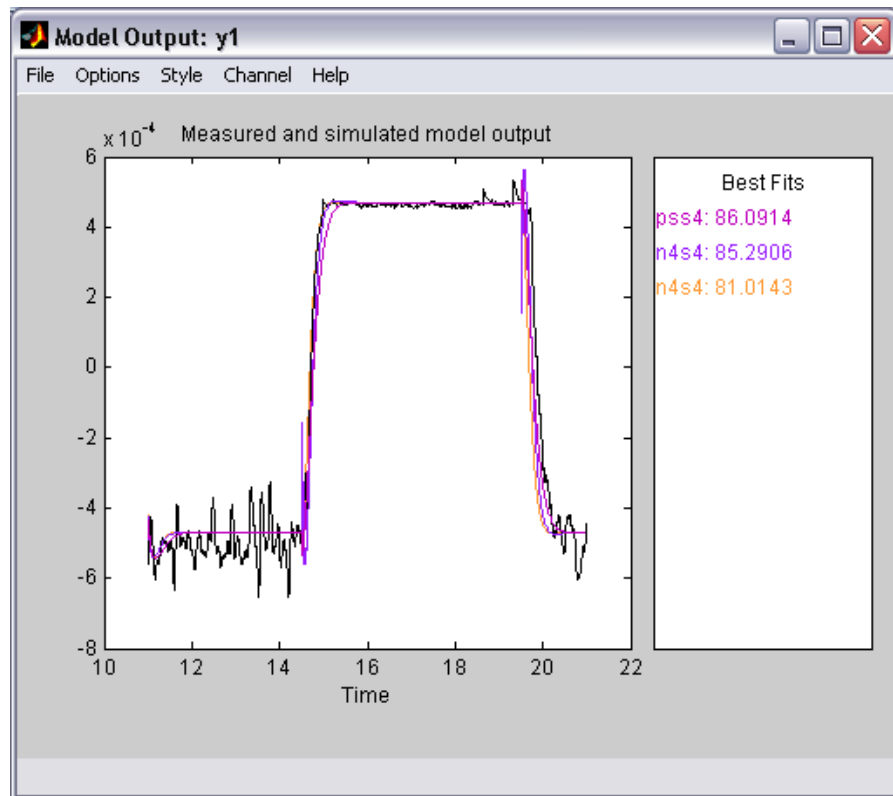 Model Output: y1
File Options Style Channel Help
x 10⁻⁴ Measured and simulated model output
6
4
2
0
-2
-4
-6
-8
10 12 14 16 18 20 22
Time
Best Fits
pss4: 86.0914
n4s4: 85.2906
n4s4: 81.0143